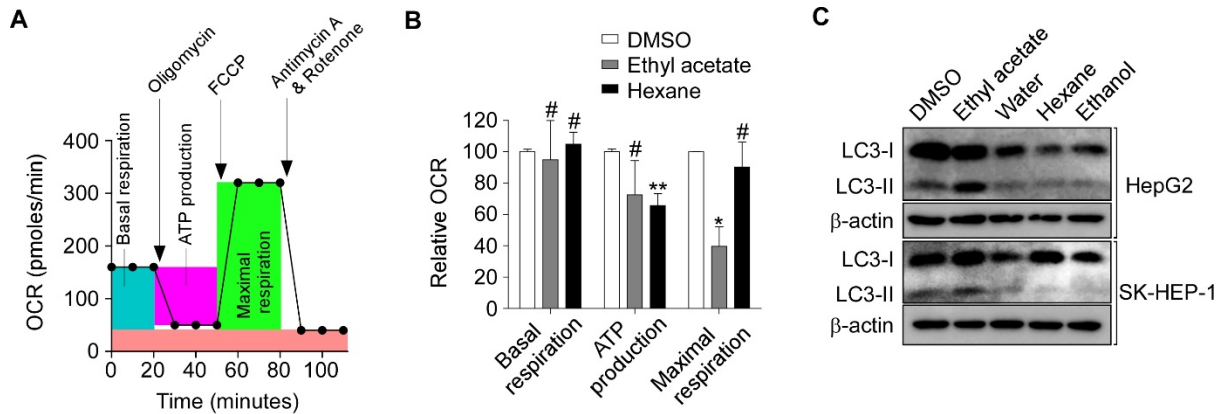 A
Oligomycin
FCCP
Antimycin A
& Rotenone
400
300
200
100
0
OCR (pmoles/min)
Basal respiration
ATP production
Maximal
respiration
0 20 40 60 80 100
Time (minutes)
B
DMSO
Ethyl acetate
Hexane
120
100
80
60
40
20
0
Relative OCR
# # # ** * #
Basal
respiration
ATP
production
Maximal
respiration
C
DMSO
Ethyl acetate
Water
Hexane
Ethanol
LC3-I
LC3-II
β-actin
HepG2
LC3-I
LC3-II
β-actin
SK-HEP-1